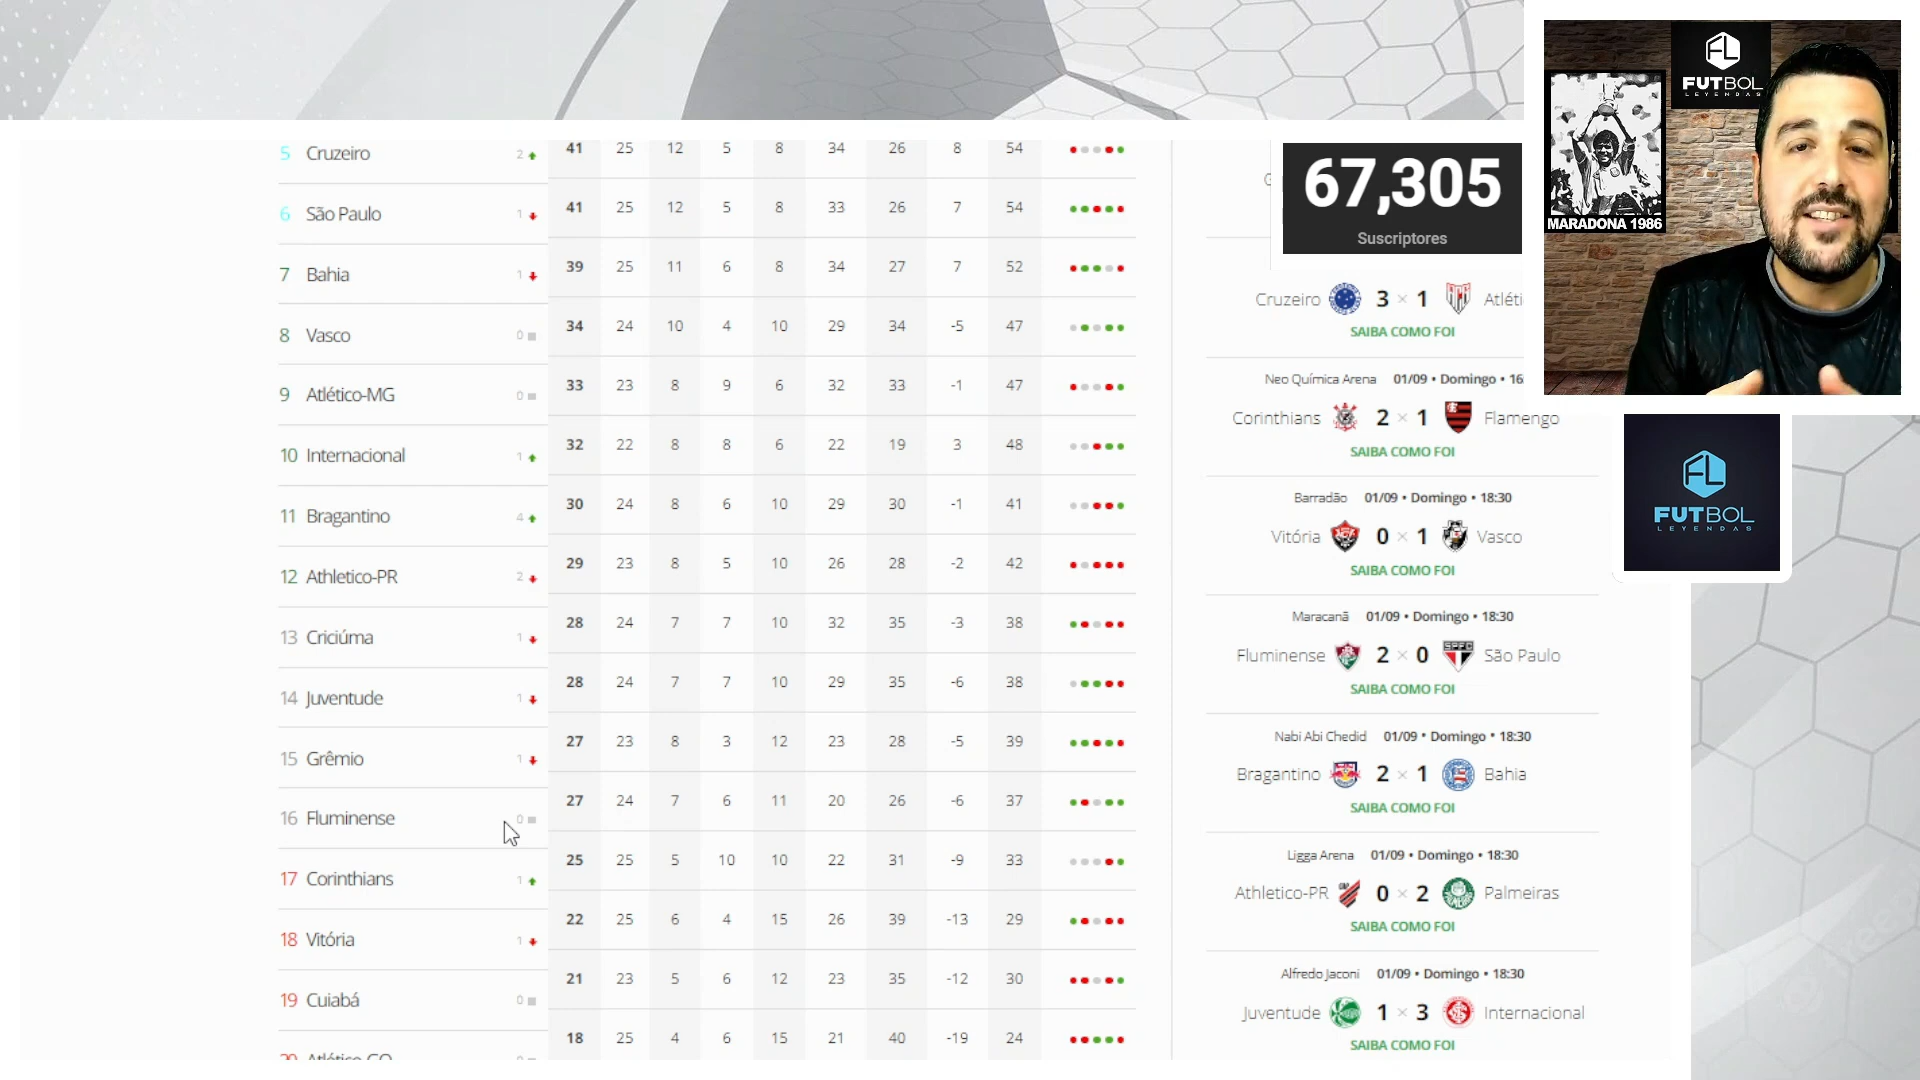 5 Cruzeiro 2 41 25 12 5 8 34 26 8 54
6 São Paulo 1 41 25 12 5 8 33 26 7 54
7 Bahia 1 39 25 11 6 8 34 27 7 52
8 Vasco 0 34 24 10 4 10 29 34 -5 47
9 Atlético-MG 0 33 23 8 9 6 32 33 -1 47
10 Internacional 1 32 22 8 8 6 22 19 3 48
11 Bragantino 4 30 24 8 6 10 29 30 -1 41
12 Athletico-PR 2 29 23 8 5 10 26 28 -2 42
13 Criciúma 1 28 24 7 7 10 32 35 -3 38
14 Juventude 1 28 24 7 7 10 29 35 -6 38
15 Grêmio 1 27 23 8 3 12 23 28 -5 39
16 Fluminense 0 27 24 7 6 11 20 26 -6 37
17 Corinthians 1 25 25 5 10 10 22 31 -9 33
18 Vitória 1 22 25 6 4 15 26 39 -13 29
19 Cuiabá 0 21 23 5 6 12 23 35 -12 30
20 Atlético-GO 0 18 25 4 6 15 21 40 -19 24
67,305
Suscriptores
Cruzeiro 3 × 1 Atléti
SAIBA COMO FOI
Neo Química Arena 01/09 • Domingo • 16
Corinthians 2 × 1 Flamengo
SAIBA COMO FOI
Barradão 01/09 • Domingo • 18:30
Vitória 0 × 1 Vasco
SAIBA COMO FOI
Maracanã 01/09 • Domingo • 18:30
Fluminense 2 × 0 São Paulo
SAIBA COMO FOI
Nabi Abi Chedid 01/09 • Domingo • 18:30
Bragantino 2 × 1 Bahia
SAIBA COMO FOI
Ligga Arena 01/09 • Domingo • 18:30
Athletico-PR 0 × 2 Palmeiras
SAIBA COMO FOI
Alfredo Jaconi 01/09 • Domingo • 18:30
Juventude 1 × 3 Internacional
SAIBA COMO FOI
FL
FUTBOL
LEYENDAS
MARADONA 1986
FL
FUTBOL
LEYENDAS